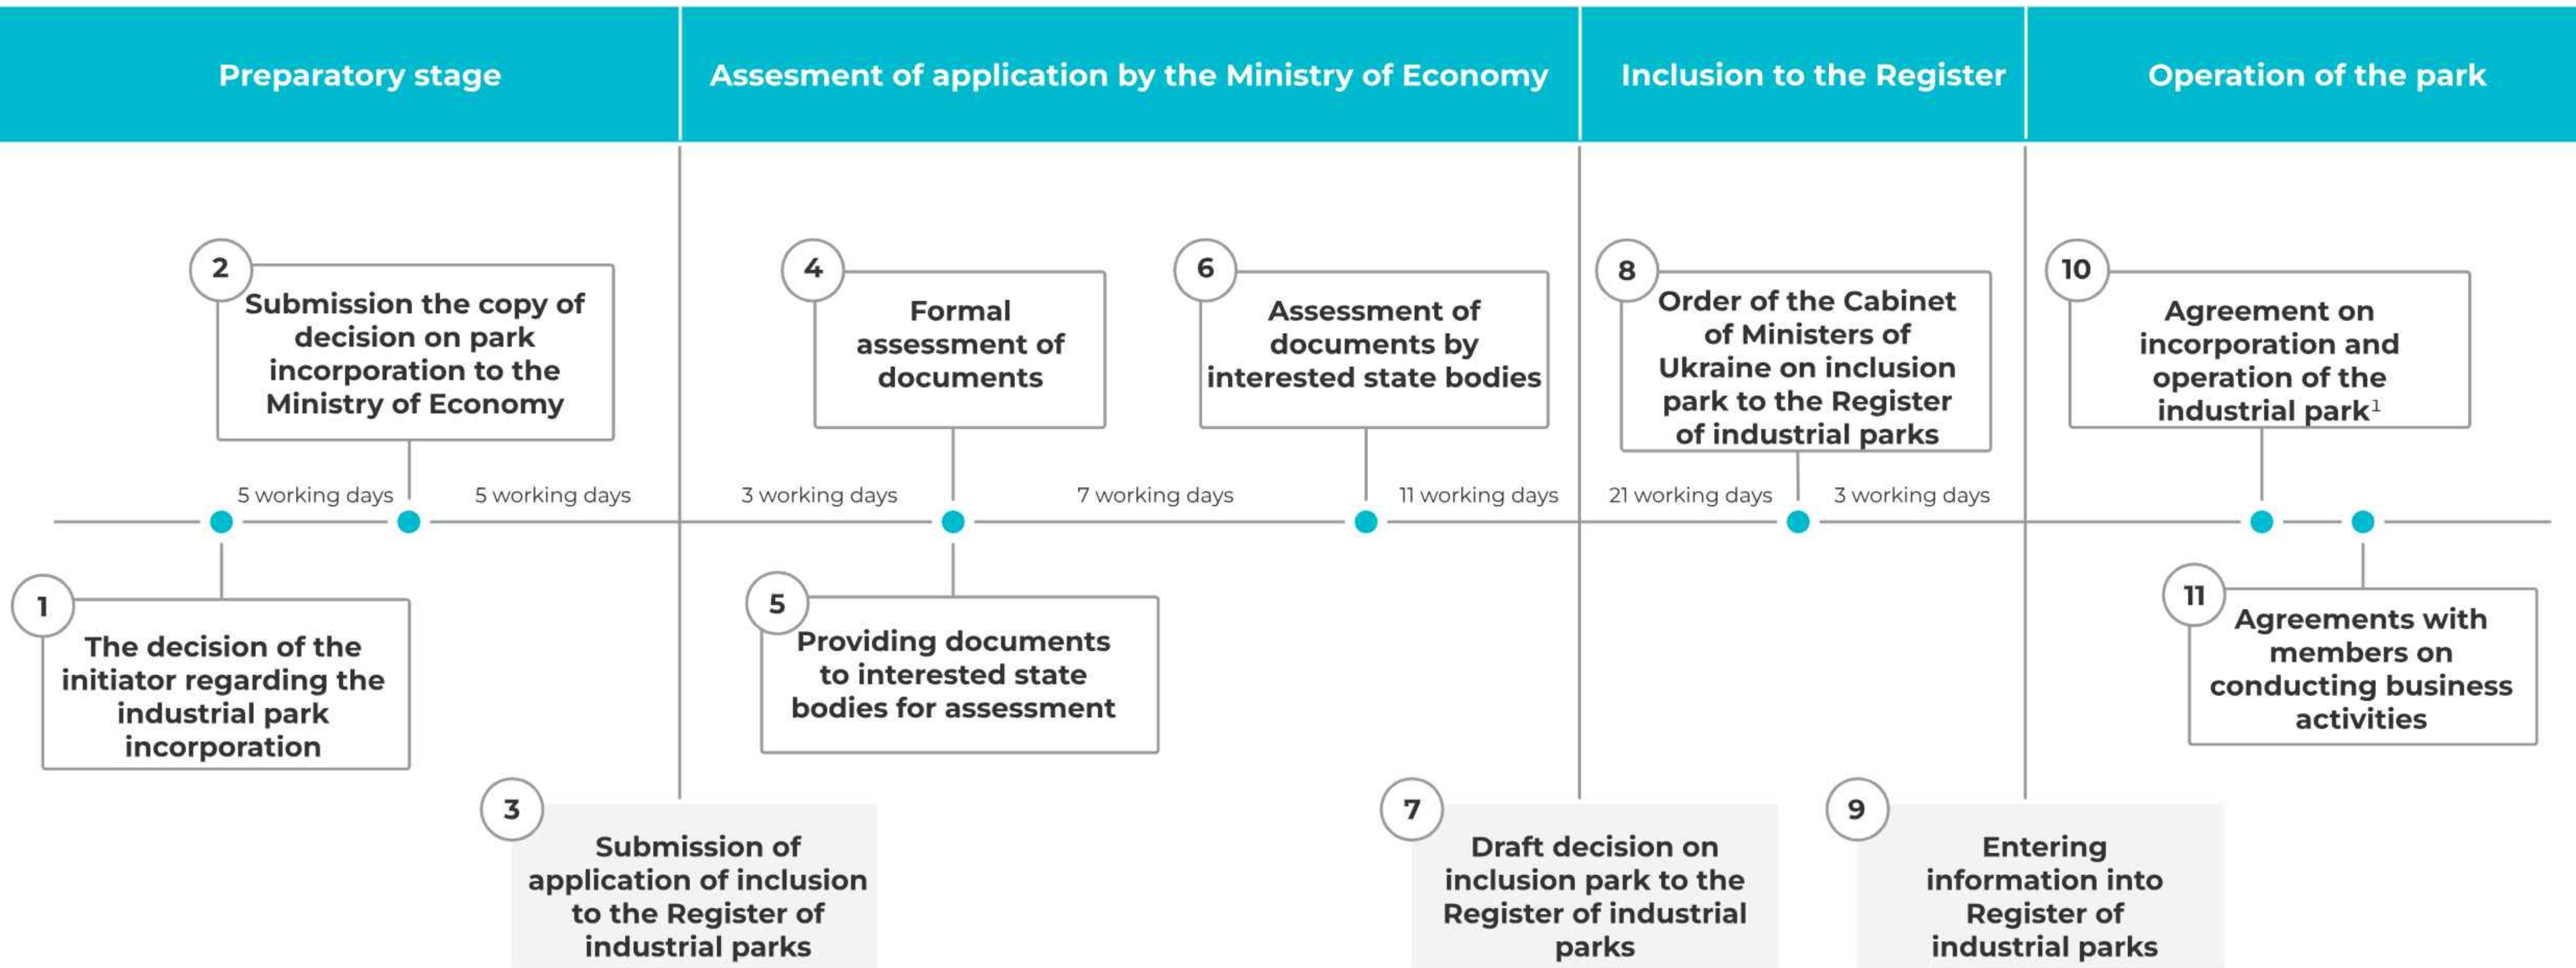 Preparatory stage
Assesment of application by the Ministry of Economy
Inclusion to the Register
Operation of the park
2
Submission the copy of
decision on park
incorporation to the
Ministry of Economy
4
Formal
assessment of
documents
6
Assessment of
documents by
interested state bodies
8
Order of the Cabinet
of Ministers of
Ukraine on inclusion
park to the Register
of industrial parks
10
Agreement on
incorporation and
operation of the
industrial park¹
5 working days
5 working days
3 working days
7 working days
11 working days
21 working days
3 working days
1
The decision of the
initiator regarding the
industrial park
incorporation
5
Providing documents
to interested state
bodies for assessment
11
Agreements with
members on
conducting business
activities
3
Submission of
application of inclusion
to the Register of
industrial parks
7
Draft decision on
inclusion park to the
Register of industrial
parks
9
Entering
information into
Register of
industrial parks